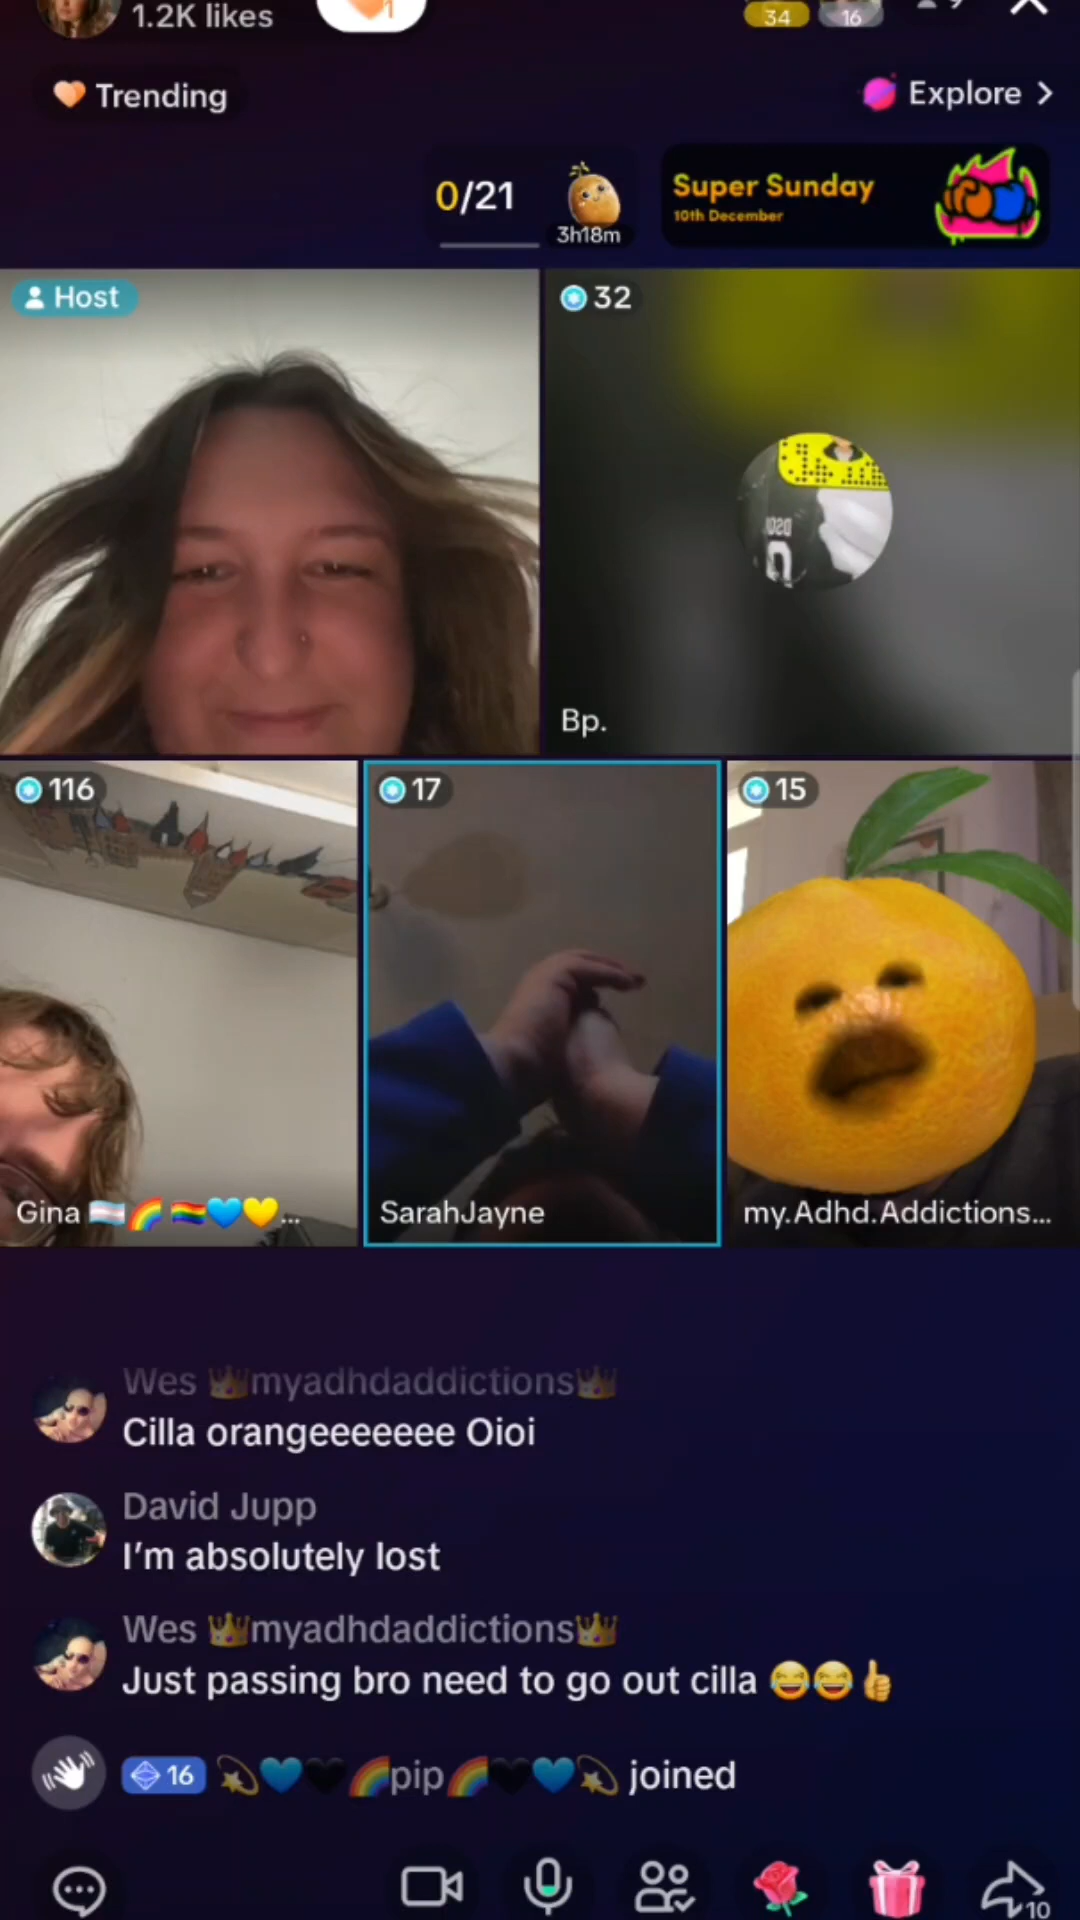 1.2K likes
1
34
16
9
Trending
Explore
0/21
3h18m
Super Sunday
10th December
Host
32
Bp.
116
17
15
Gina 🏳️‍⚧️🌈🏳️‍🌈💙💛...
SarahJayne
my.Adhd.Addictions...
Wes 👑myadhdaddictions👑
Cilla orangeeeeeee Oioi
David Jupp
I'm absolutely lost
Wes 👑myadhdaddictions👑
Just passing bro need to go out cilla 😂😂👍
16 💫💙🖤🌈pip🌈🖤💙💫 joined
10